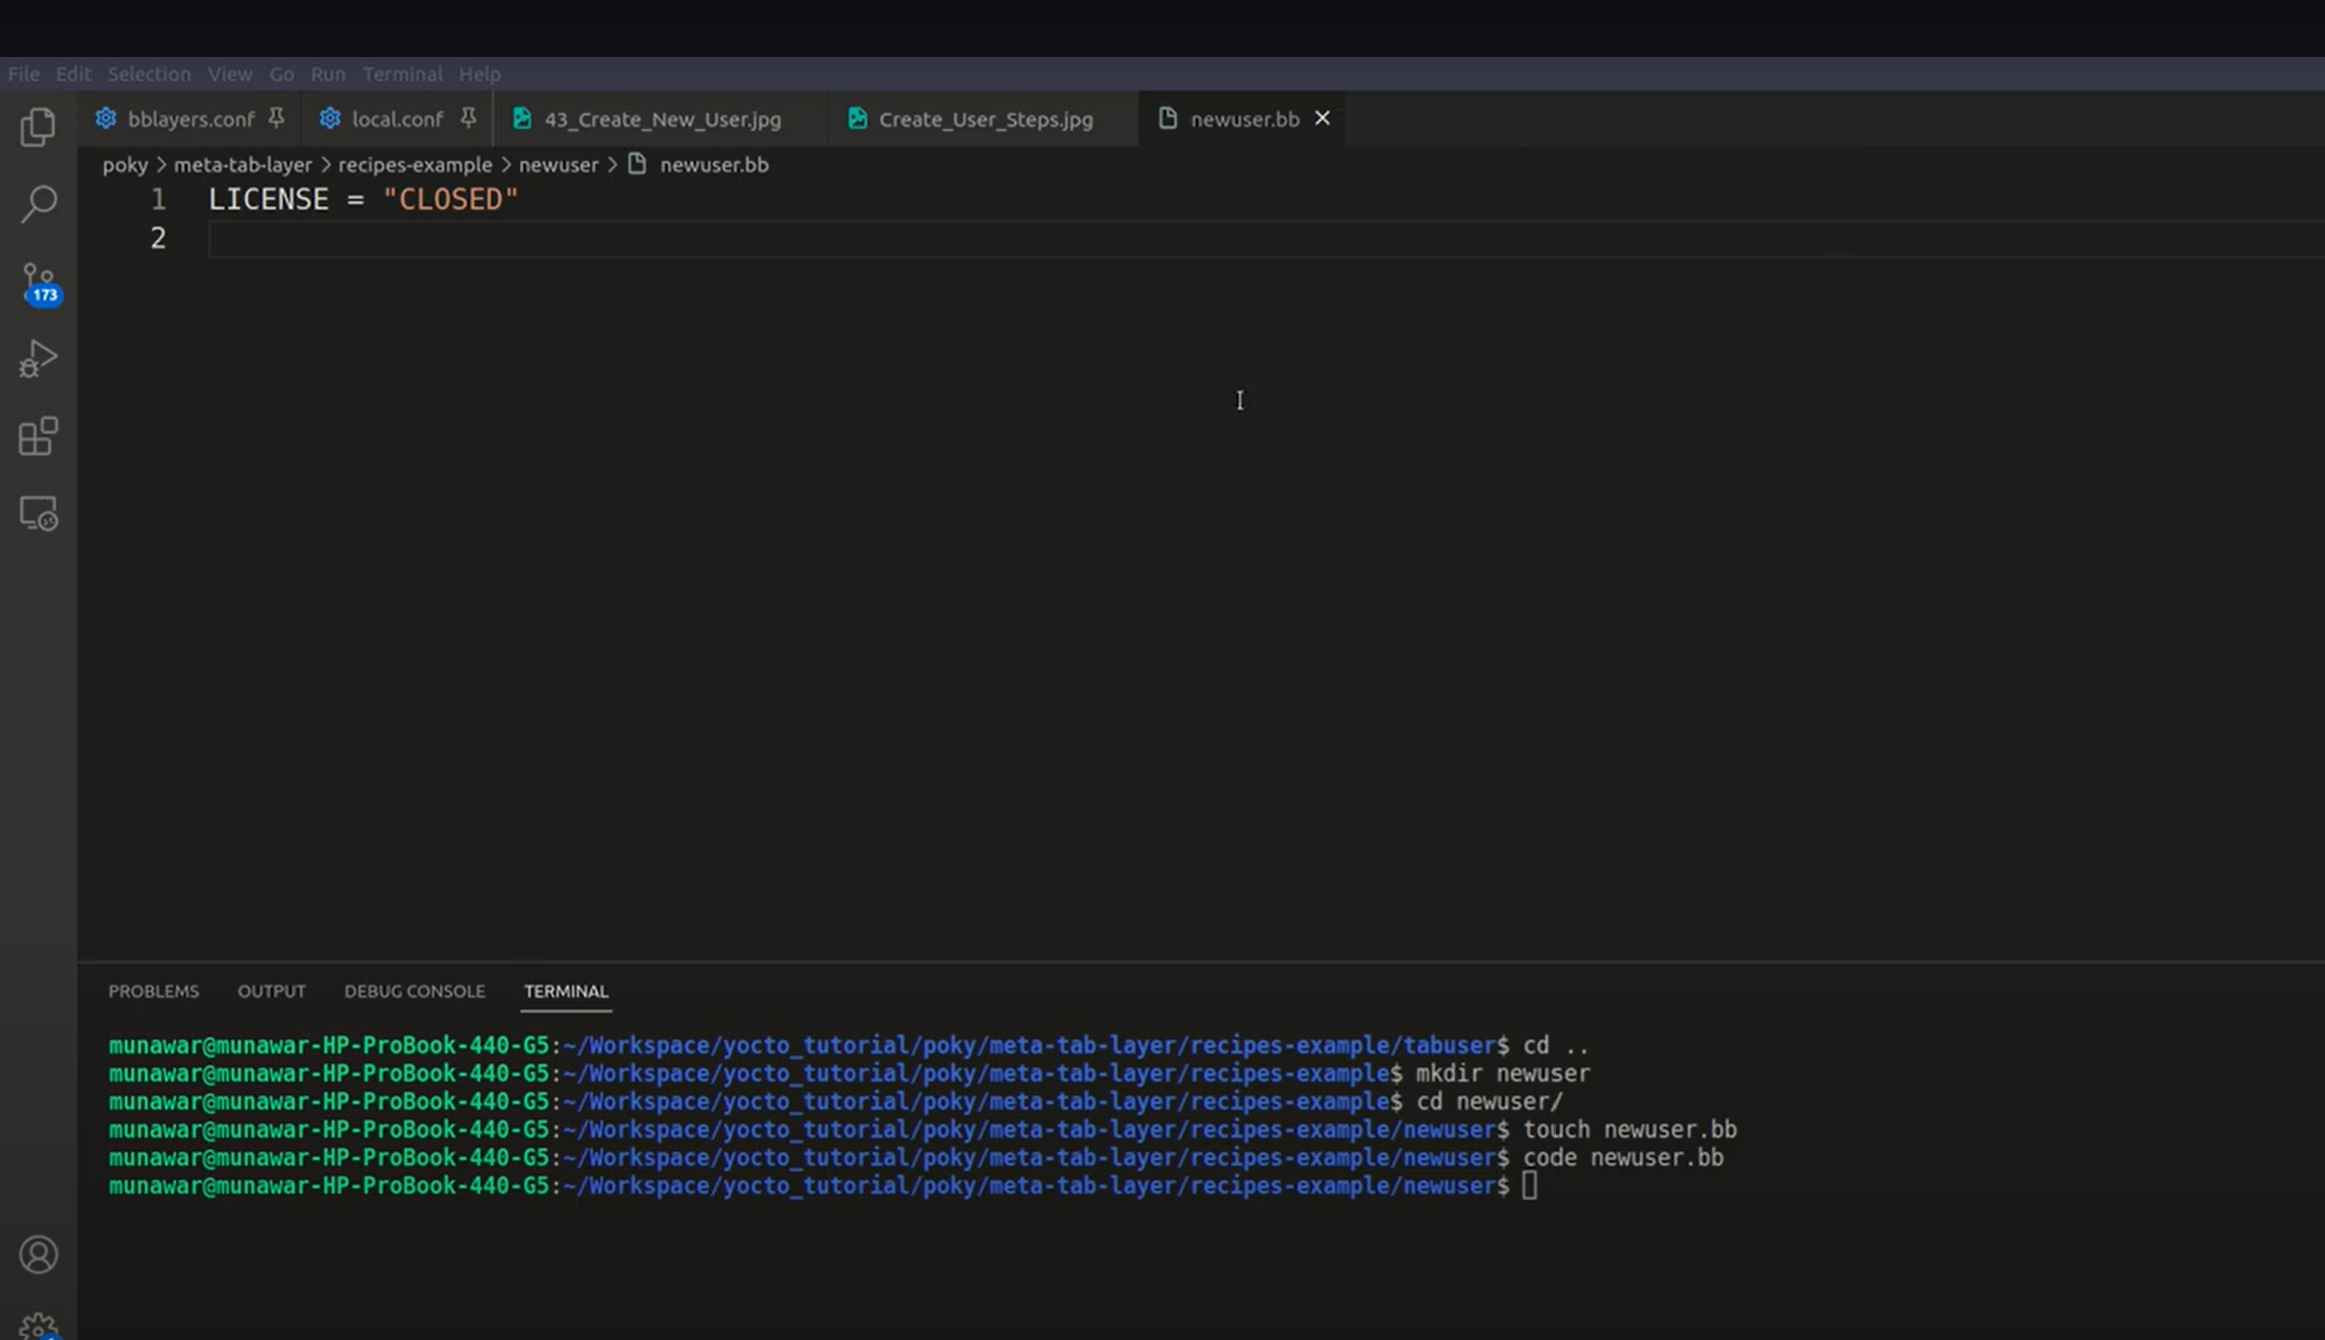 File Edit Selection View Go Run Terminal Help
bblayers.conf local.conf 43_Create_New_User.jpg Create_User_Steps.jpg newuser.bb
poky > meta-tab-layer > recipes-example > newuser > newuser.bb
1 LICENSE = "CLOSED"
2
173
PROBLEMS OUTPUT DEBUG CONSOLE TERMINAL
munawar@munawar-HP-ProBook-440-G5:~/Workspace/yocto_tutorial/poky/meta-tab-layer/recipes-example/tabuser$ cd ..
munawar@munawar-HP-ProBook-440-G5:~/Workspace/yocto_tutorial/poky/meta-tab-layer/recipes-example$ mkdir newuser
munawar@munawar-HP-ProBook-440-G5:~/Workspace/yocto_tutorial/poky/meta-tab-layer/recipes-example$ cd newuser/
munawar@munawar-HP-ProBook-440-G5:~/Workspace/yocto_tutorial/poky/meta-tab-layer/recipes-example/newuser$ touch newuser.bb
munawar@munawar-HP-ProBook-440-G5:~/Workspace/yocto_tutorial/poky/meta-tab-layer/recipes-example/newuser$ code newuser.bb
munawar@munawar-HP-ProBook-440-G5:~/Workspace/yocto_tutorial/poky/meta-tab-layer/recipes-example/newuser$